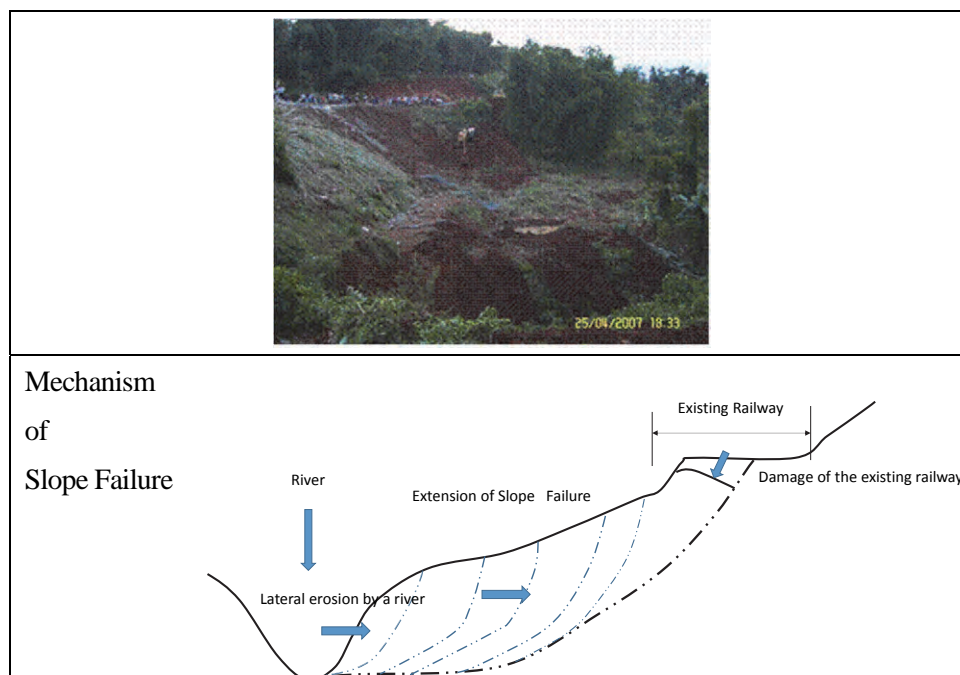 25/04/2007 18:33
Mechanism
of
Slope Failure
Existing Railway
Damage of the existing railway
River
Extension of Slope Failure
Lateral erosion by a river